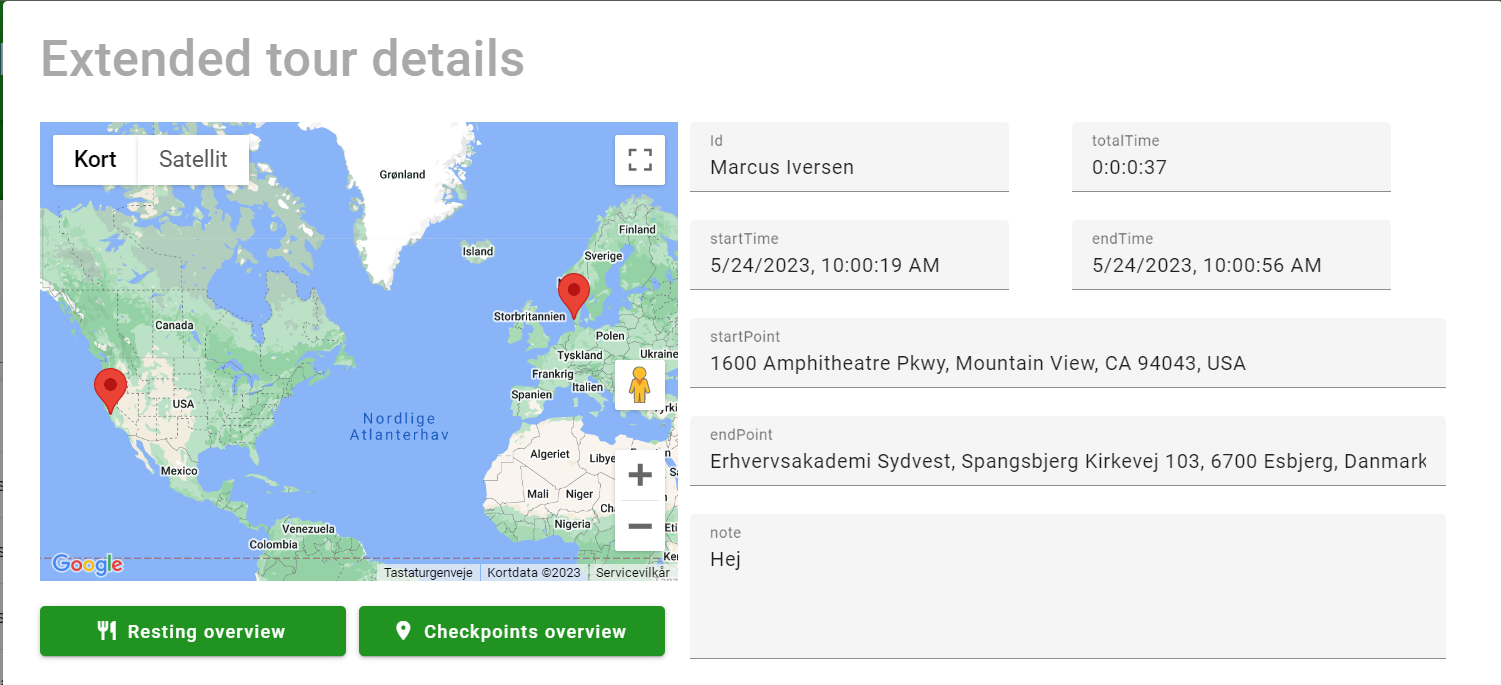 Extended tour details
Kort
Satellit
Grønland
Finland
Island
Sverige
Storbritannien
Canada
Polen
Tyskland
Ukraine
Frankrig
Italien
USA
Spanien
Nordlige
Atlanterhav
Algeriet
Libye
Mexico
Mali
Niger
Nigeria
Venezuela
Colombia
Google
Tastaturgenveje
Kortdata ©2023
Servicevilkår
Resting overview
Checkpoints overview
Id
Marcus Iversen
totalTime
0:0:0:37
startTime
5/24/2023, 10:00:19 AM
endTime
5/24/2023, 10:00:56 AM
startPoint
1600 Amphitheatre Pkwy, Mountain View, CA 94043, USA
endPoint
Erhvervsakademi Sydvest, Spangsbjerg Kirkevej 103, 6700 Esbjerg, Danmark
note
Hej